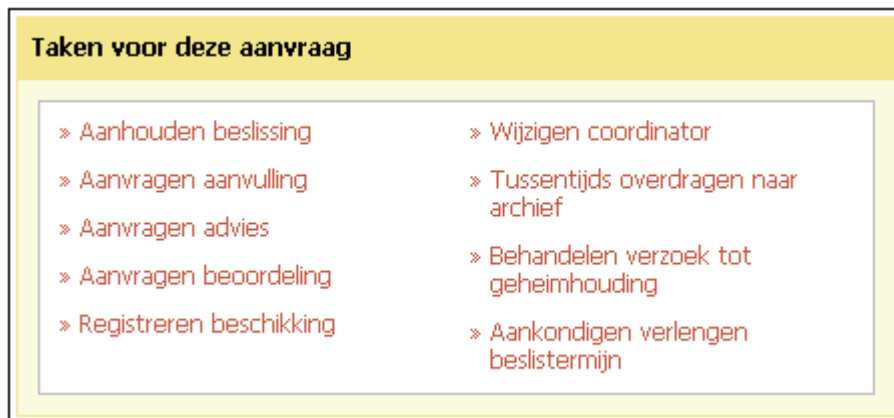 Taken voor deze aanvraag
» Aanhouden beslissing
» Aanvragen aanvulling
» Aanvragen advies
» Aanvragen beoordeling
» Registreren beschikking
» Wijzigen coordinator
» Tussentijds overdragen naar
archief
» Behandelen verzoek tot
geheimhouding
» Aankondigen verlengen
beslistermijn